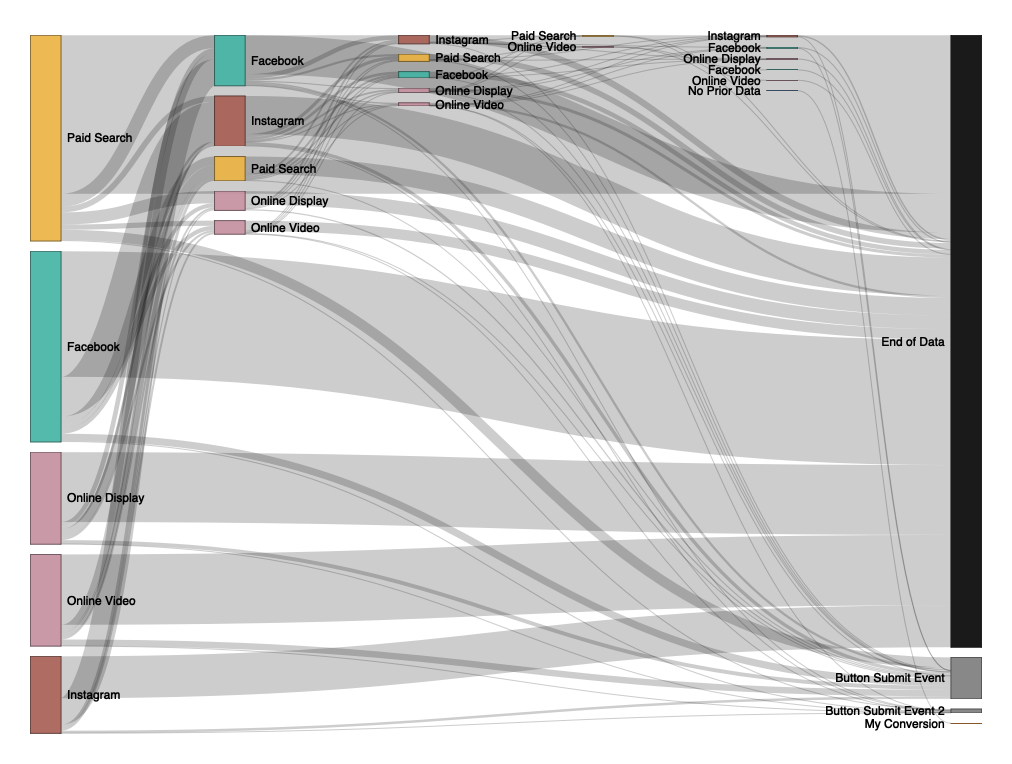 Paid Search
Facebook
Online Display
Online Video
Instagram
Facebook
Instagram
Paid Search
Online Display
Online Video
Instagram
Paid Search
Facebook
Online Display
Online Video
Paid Search
Online Video
Instagram
Facebook
Online Display
Facebook
Online Video
No Prior Data
End of Data
Button Submit Event
Button Submit Event 2
My Conversion